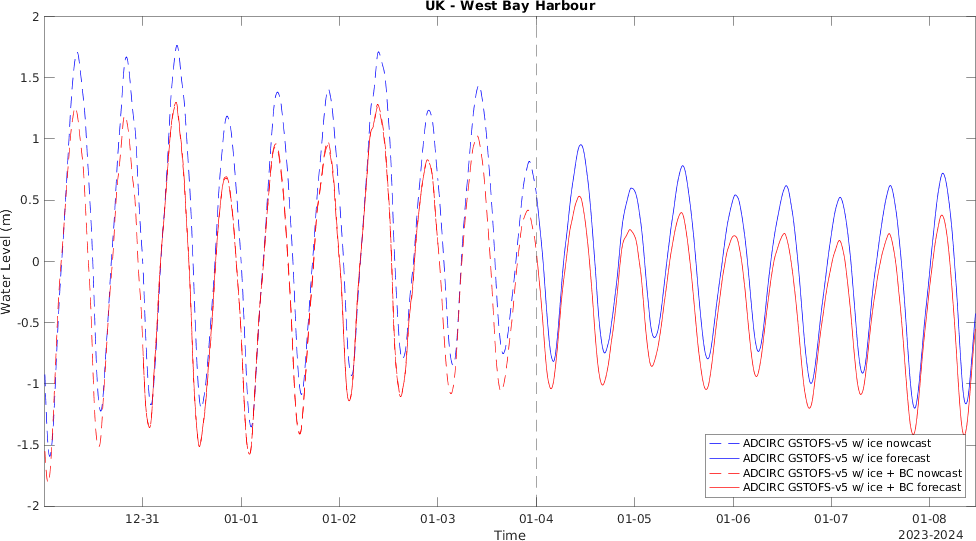 UK - West Bay Harbour
2
1.5
1
0.5
0
-0.5
-1
-1.5
-2
Water Level (m)
ADCIRC GSTOFS-v5 w/ ice nowcast
ADCIRC GSTOFS-v5 w/ ice forecast
ADCIRC GSTOFS-v5 w/ ice + BC nowcast
ADCIRC GSTOFS-v5 w/ ice + BC forecast
12-31 01-01 01-02 01-03 01-04 01-05 01-06 01-07 01-08
Time
2023-2024